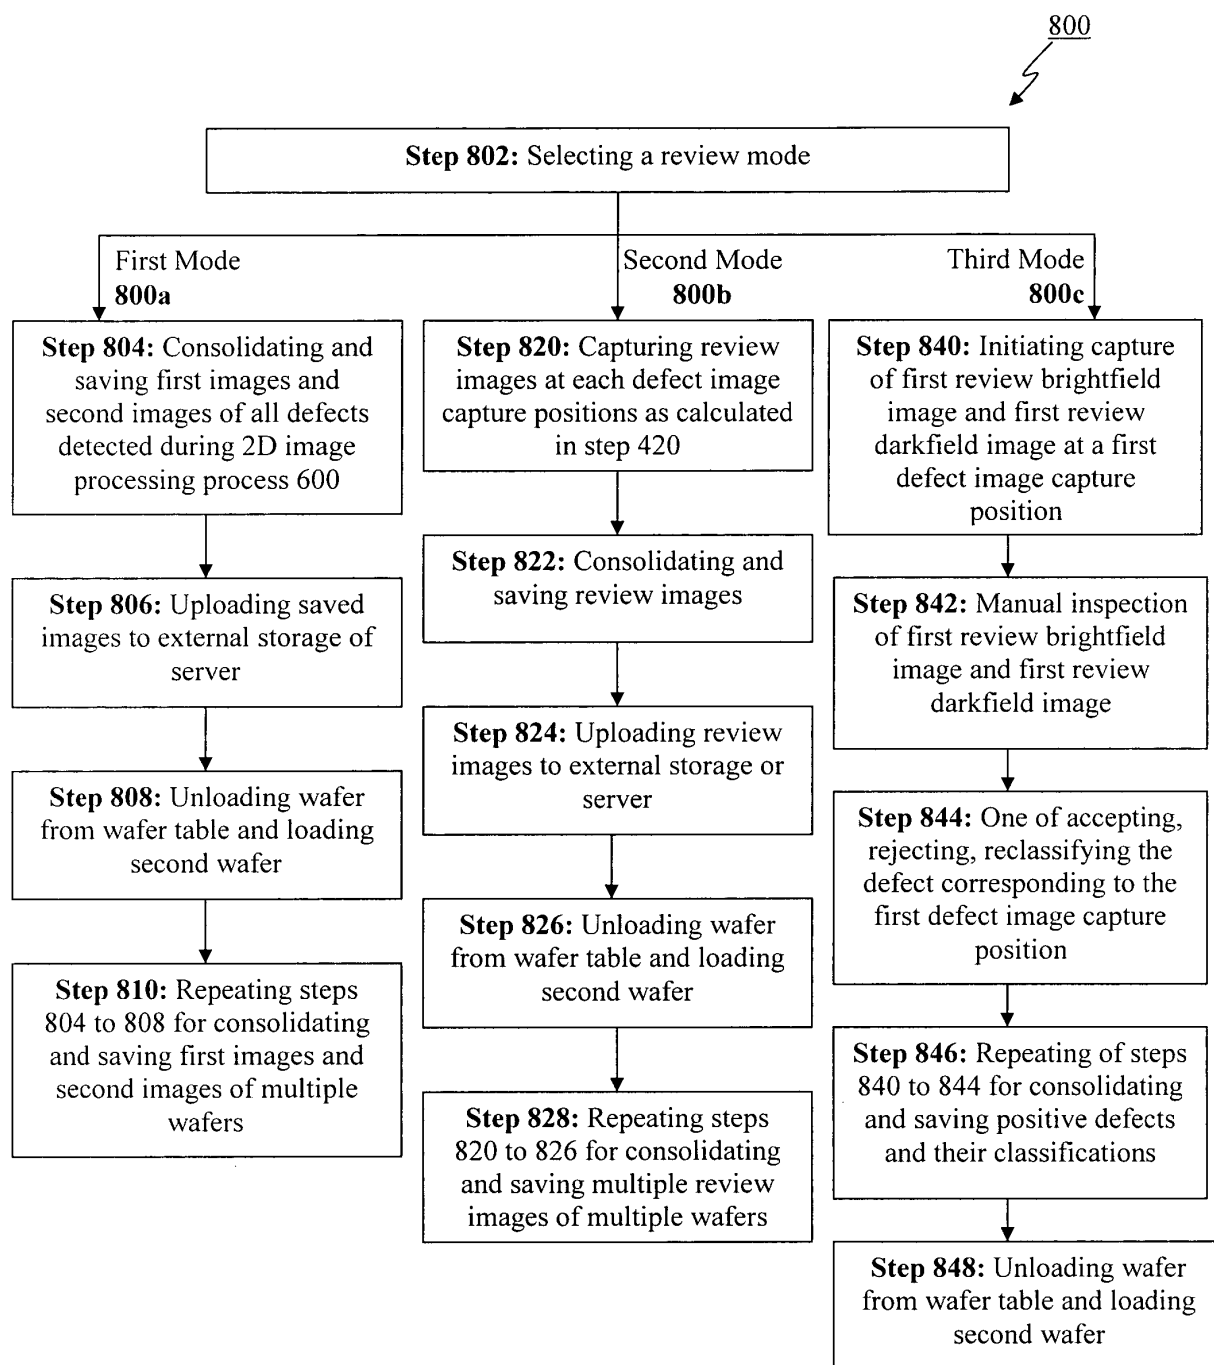 800
Step 802: Selecting a review mode
First Mode
800a
Second Mode
800b
Third Mode
800c
Step 804: Consolidating and
saving first images and
second images of all defects
detected during 2D image
processing process 600
Step 806: Uploading saved
images to external storage of
server
Step 808: Unloading wafer
from wafer table and loading
second wafer
Step 810: Repeating steps
804 to 808 for consolidating
and saving first images and
second images of multiple
wafers
Step 820: Capturing review
images at each defect image
capture positions as calculated
in step 420
Step 822: Consolidating and
saving review images
Step 824: Uploading review
images to external storage or
server
Step 826: Unloading wafer
from wafer table and loading
second wafer
Step 828: Repeating steps
820 to 826 for consolidating
and saving multiple review
images of multiple wafers
Step 840: Initiating capture
of first review brightfield
image and first review
darkfield image at a first
defect image capture
position
Step 842: Manual inspection
of first review brightfield
image and first review
darkfield image
Step 844: One of accepting,
rejecting, reclassifying the
defect corresponding to the
first defect image capture
position
Step 846: Repeating of steps
840 to 844 for consolidating
and saving positive defects
and their classifications
Step 848: Unloading wafer
from wafer table and loading
second wafer